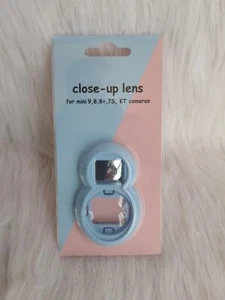 close-up lens
for mini 9,8,8+,7S, KT cameras